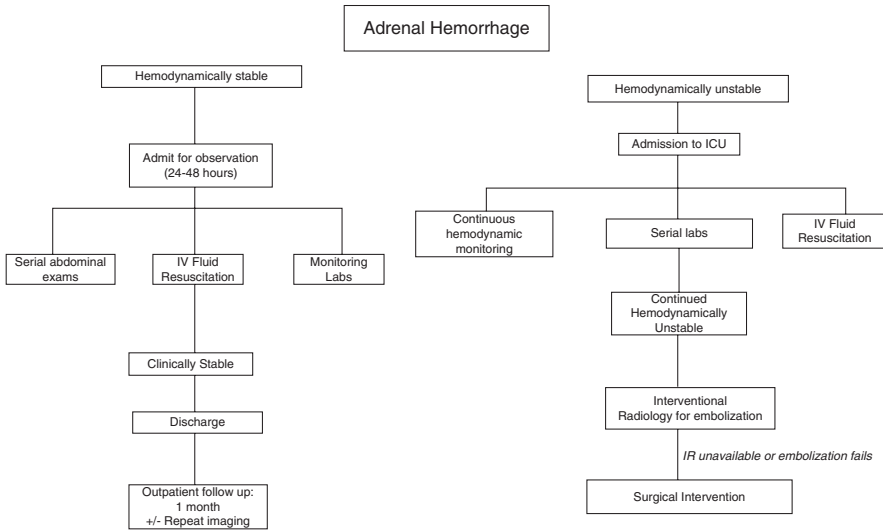 Adrenal Hemorrhage
Hemodynamically stable
Admit for observation
(24-48 hours)
Serial abdominal
exams
IV Fluid
Resuscitation
Monitoring
Labs
Clinically Stable
Discharge
Outpatient follow up:
1 month
+/- Repeat imaging
Hemodynamically unstable
Admission to ICU
Continuous
hemodynamic
monitoring
Serial labs
IV Fluid
Resuscitation
Continued
Hemodynamically
Unstable
Interventional
Radiology for embolization
IR unavailable or embolization fails
Surgical Intervention